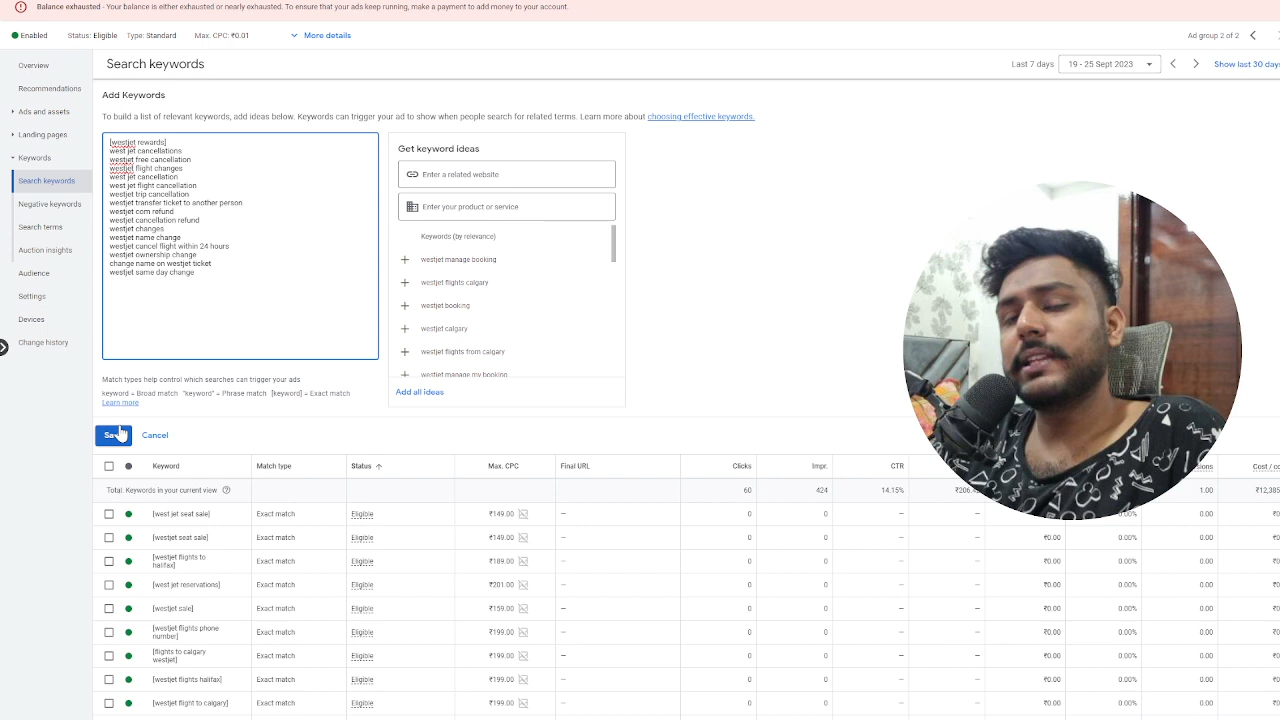 Balance exhausted - Your balance is either exhausted or nearly exhausted. To ensure that your ads keep running, make a payment to add money to your account.
Enabled Status: Eligible Type: Standard Max. CPC: ₹0.01 More details Ad group 2 of 2
Search keywords Last 7 days 19 - 25 Sept 2023 Show last 30 days
Overview
Recommendations
Ads and assets
Landing pages
Keywords
Search keywords
Negative keywords
Search terms
Auction insights
Audience
Settings
Devices
Change history
Add Keywords
To build a list of relevant keywords, add ideas below. Keywords can trigger your ad to show when people search for related terms. Learn more about choosing effective keywords.
[westjet rewards]
west jet cancellations
westjet free cancellation
westjet flight changes
west jet cancellation
west jet flight cancellation
westjet trip cancellation
westjet transfer ticket to another person
westjet com refund
westjet cancellation refund
westjet changes
westjet name change
westjet cancel flight within 24 hours
westjet ownership change
change name on westjet ticket
westjet same day change
Get keyword ideas
Enter a related website
Enter your product or service
Keywords (by relevance)
westjet manage booking
westjet flights calgary
westjet booking
westjet calgary
westjet flights from calgary
westjet manage my booking
Add all ideas
Match types help control which searches can trigger your ads
keyword = Broad match "keyword" = Phrase match [keyword] = Exact match
Learn more
Cancel
Keyword Match type Status Max. CPC Final URL Clicks Impr. CTR
Total: Keywords in your current view 60 424 14.15% 1.00
[west jet seat sale] Exact match Eligible ₹149.00 – 0 0 – – 0.00% 0.00
[westjet seat sale] Exact match Eligible ₹149.00 – 0 0 – – ₹0.00 0.00% 0.00
[westjet flights to
halifax] Exact match Eligible ₹189.00 – 0 0 – – ₹0.00 0.00% 0.00
[west jet reservations] Exact match Eligible ₹201.00 – 0 0 – – ₹0.00 0.00% 0.00
[westjet sale] Exact match Eligible ₹159.00 – 0 0 – – ₹0.00 0.00% 0.00
[westjet flights phone
number] Exact match Eligible ₹199.00 – 0 0 – – ₹0.00 0.00% 0.00
[flights to calgary
westjet] Exact match Eligible ₹199.00 – 0 0 – – ₹0.00 0.00% 0.00
[westjet flights halifax] Exact match Eligible ₹199.00 – 0 0 – – ₹0.00 0.00% 0.00
[westjet flight to calgary] Exact match Eligible ₹199.00 – 0 0 – – ₹0.00 0.00% 0.00